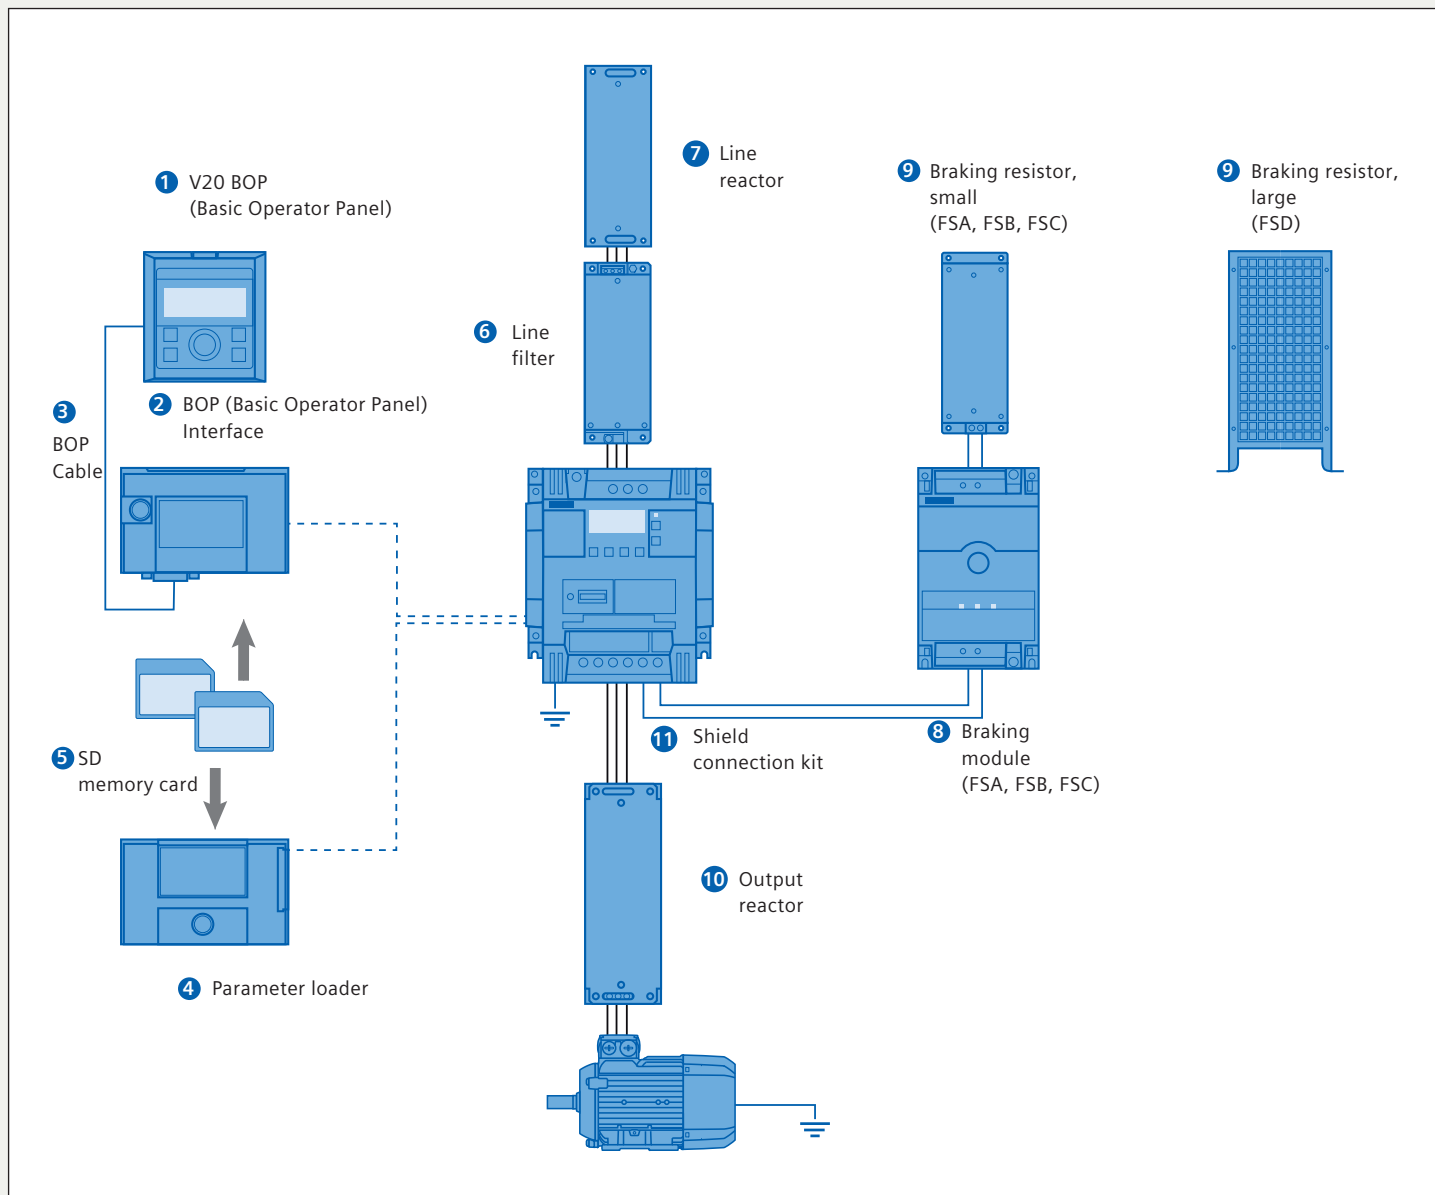 1 V20 BOP
(Basic Operator Panel)
2 BOP (Basic Operator Panel)
Interface
3
BOP
Cable
5 SD
memory card
4 Parameter loader
7 Line
reactor
6 Line
filter
11 Shield
connection kit
10 Output
reactor
9 Braking resistor,
small
(FSA, FSB, FSC)
8 Braking
module
(FSA, FSB, FSC)
9 Braking resistor,
large
(FSD)